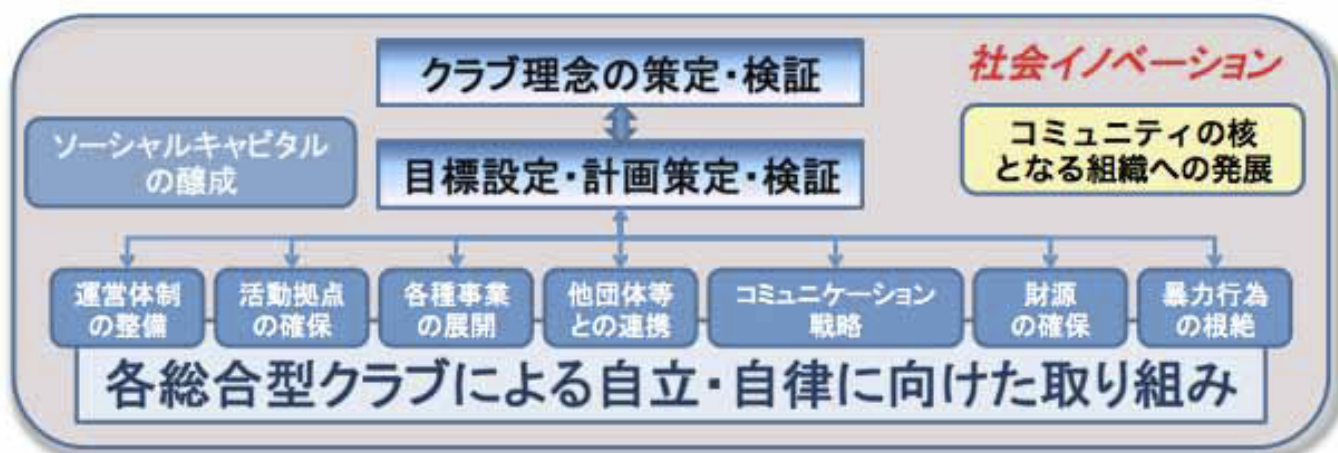 クラブ理念の策定・検証
社会イノベーション
ソーシャルキャピタル
の醸成
目標設定・計画策定・検証
コミュニティの核
となる組織への発展
運営体制
の整備
活動拠点
の確保
各種事業
の展開
他団体等
との連携
コミュニケーション
戦略
財源
の確保
暴力行為
の根絶
各総合型クラブによる自立・自律に向けた取り組み